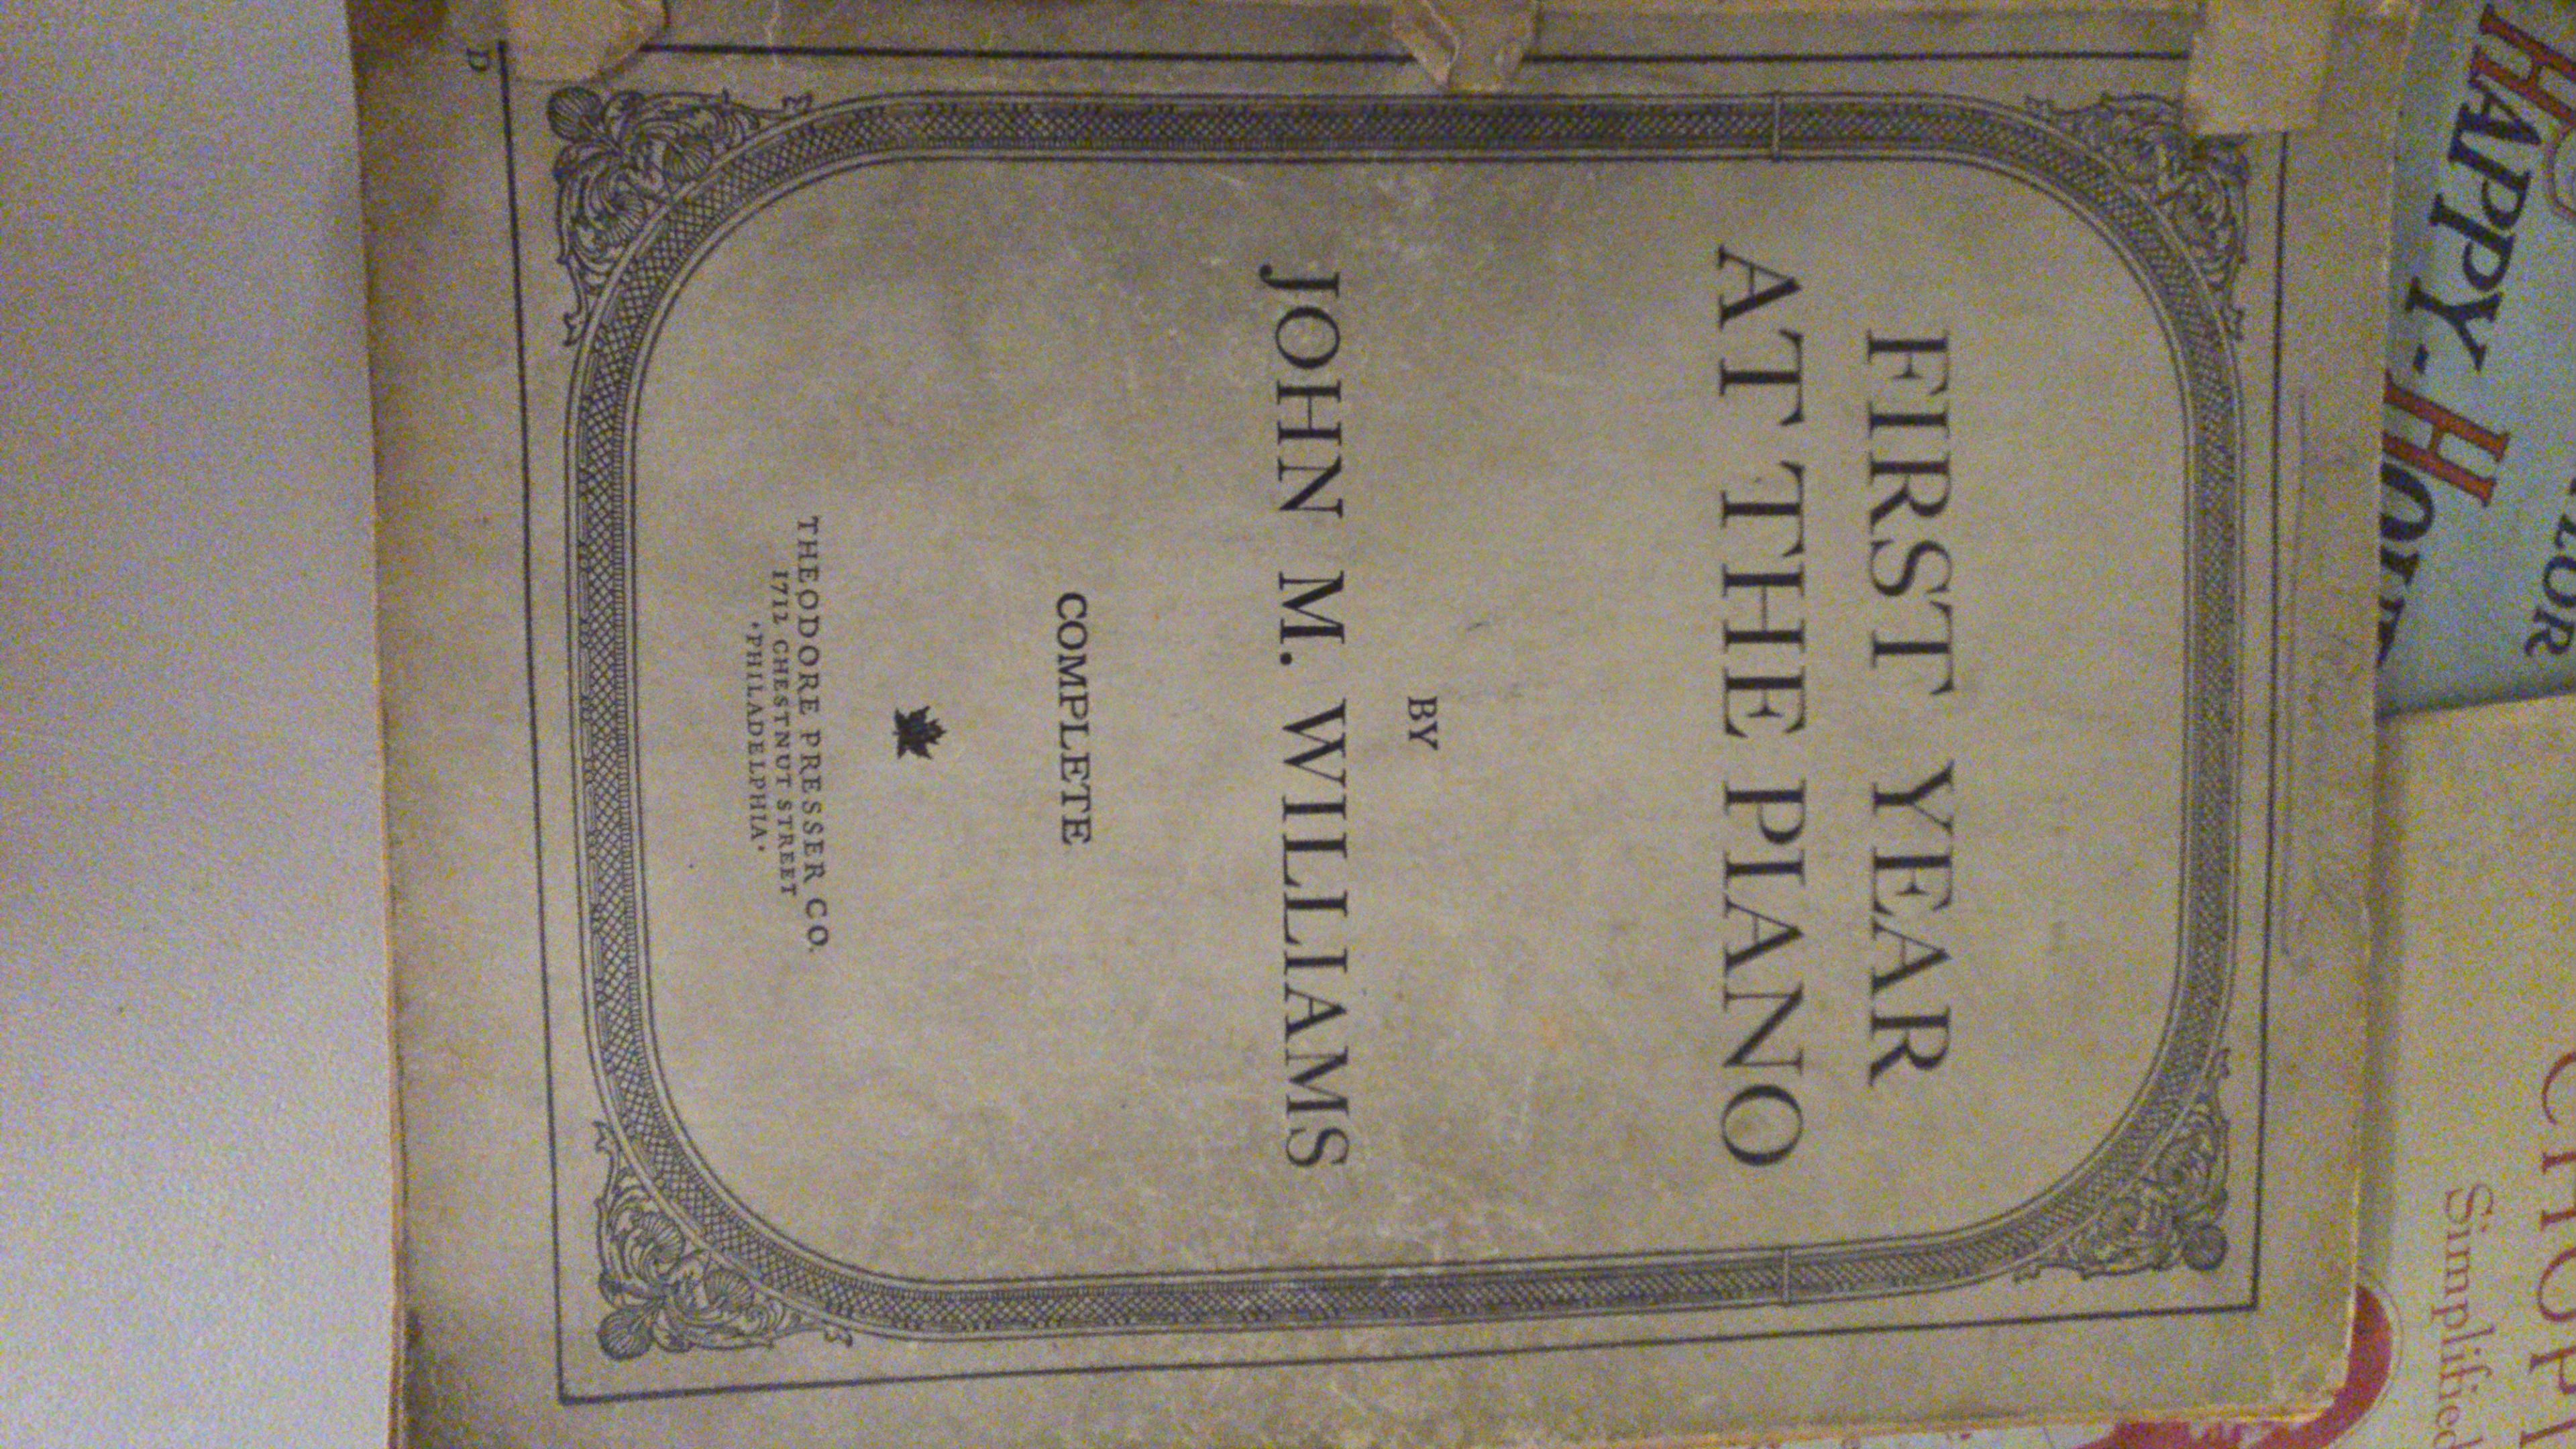 FIRST YEAR
AT THE PIANO
BY
JOHN M. WILLIAMS
COMPLETE
THEODORE PRESSER CO.
1712 CHESTNUT STREET
·PHILADELPHIA·
D
HAPPY-HOUR
Simplified